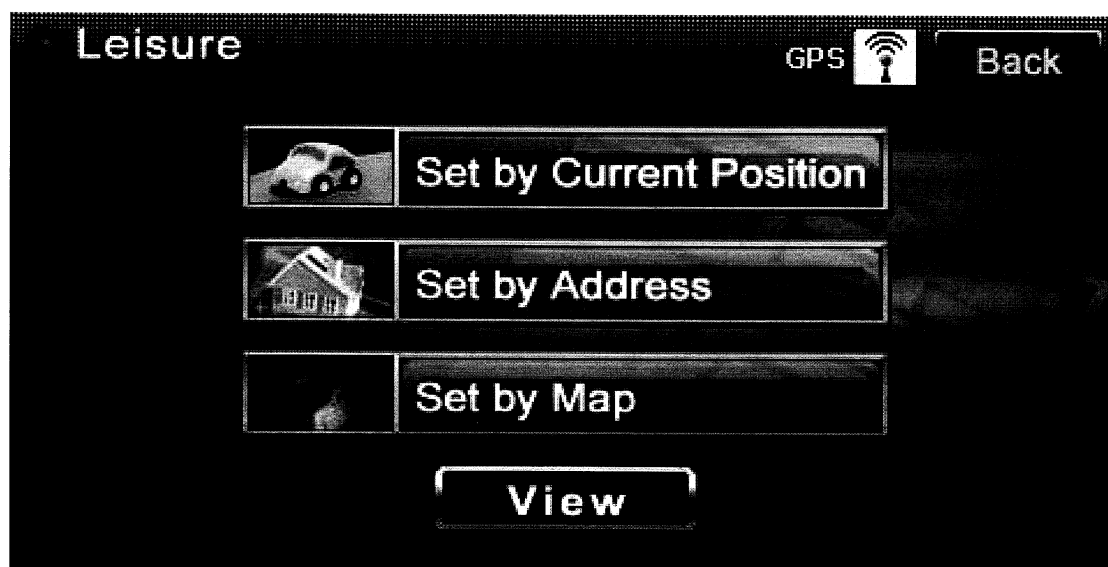 Leisure
GPS
Back
Set by Current Position
Set by Address
Set by Map
View